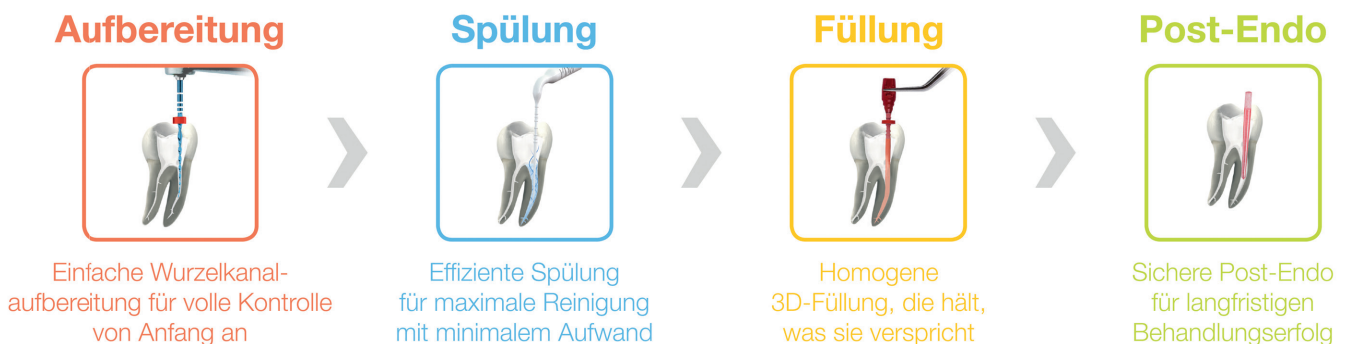 Aufbereitung
Einfache Wurzelkanal-
aufbereitung für volle Kontrolle
von Anfang an
Spülung
Effiziente Spülung
für maximale Reinigung
mit minimalem Aufwand
Füllung
Homogene
3D-Füllung, die hält,
was sie verspricht
Post-Endo
Sichere Post-Endo
für langfristigen
Behandlungserfolg